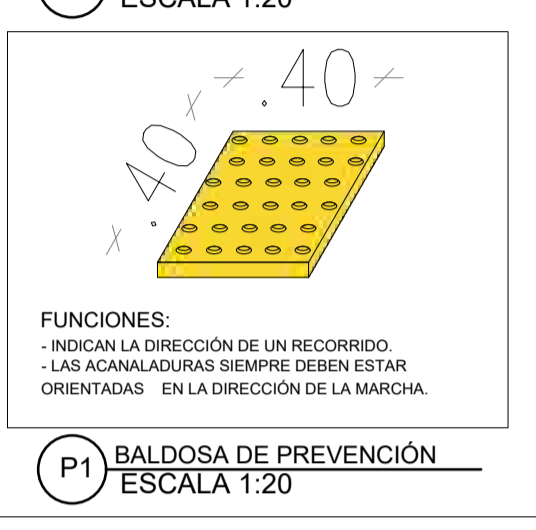 ESCALA 1:20
.40
.40
FUNCIONES:
- INDICAN LA DIRECCIÓN DE UN RECORRIDO.
- LAS ACANALADURAS SIEMPRE DEBEN ESTAR
ORIENTADAS EN LA DIRECCIÓN DE LA MARCHA.
P1
BALDOSA DE PREVENCIÓN
ESCALA 1:20